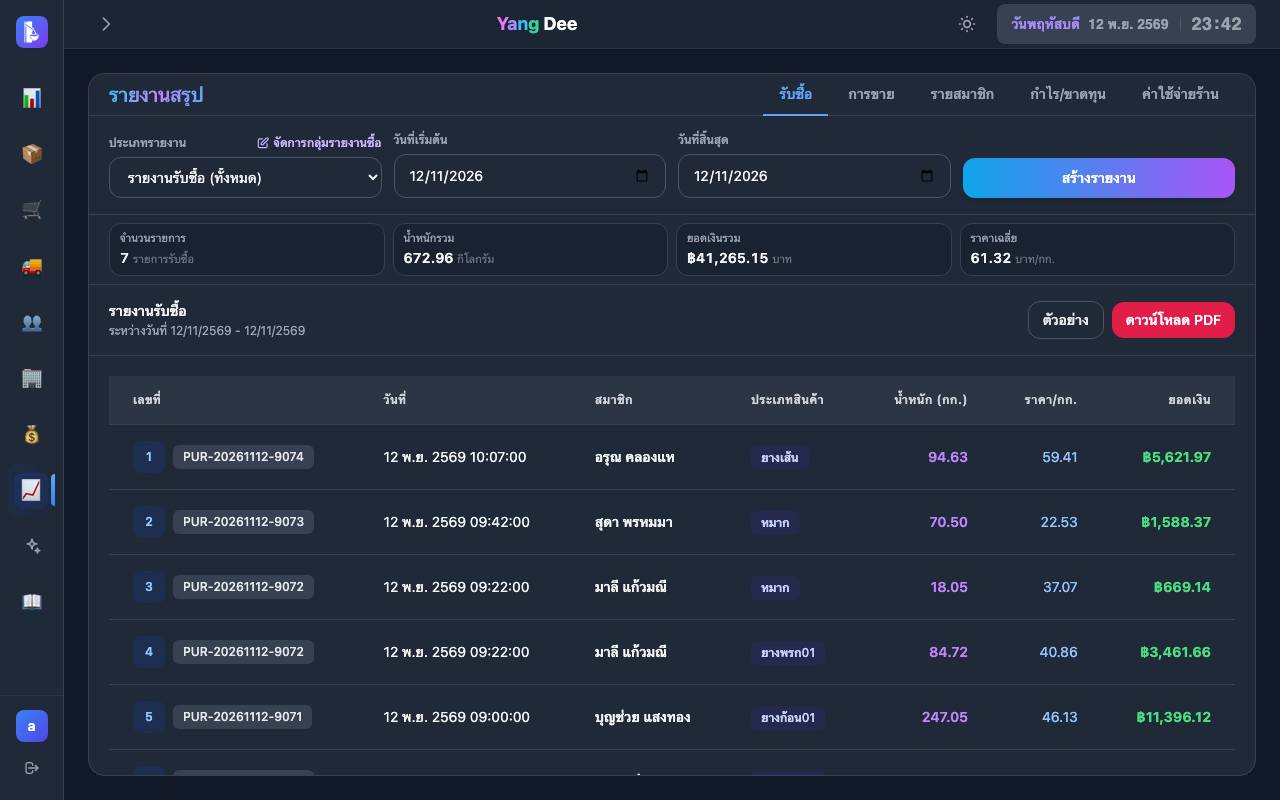 Yang Dee
วันพฤหัสบดี 12 พ.ย. 2569 23:42
รายงานสรุป
รับซื้อ การขาย รายสมาชิก กำไร/ขาดทุน ค่าใช้จ่ายร้าน
ประเภทรายงาน จัดการกลุ่มรายงานซื้อ วันที่เริ่มต้น วันที่สิ้นสุด
รายงานรับซื้อ (ทั้งหมด) 12/11/2026 12/11/2026 สร้างรายงาน
จำนวนรายการ น้ำหนักรวม ยอดเงินรวม ราคาเฉลี่ย
7 รายการรับซื้อ 672.96 กิโลกรัม ฿41,265.15 บาท 61.32 บาท/กก.
รายงานรับซื้อ
ระหว่างวันที่ 12/11/2569 - 12/11/2569
ตัวอย่าง ดาวน์โหลด PDF
เลขที่ วันที่ สมาชิก ประเภทสินค้า น้ำหนัก (กก.) ราคา/กก. ยอดเงิน
1 PUR-20261112-9074 12 พ.ย. 2569 10:07:00 อรุณ คลองแห ยางเส้น 94.63 59.41 ฿5,621.97
2 PUR-20261112-9073 12 พ.ย. 2569 09:42:00 สุดา พรหมมา หมาก 70.50 22.53 ฿1,588.37
3 PUR-20261112-9072 12 พ.ย. 2569 09:22:00 มาลี แก้วมณี หมาก 18.05 37.07 ฿669.14
4 PUR-20261112-9072 12 พ.ย. 2569 09:22:00 มาลี แก้วมณี ยางพรก01 84.72 40.86 ฿3,461.66
5 PUR-20261112-9071 12 พ.ย. 2569 09:00:00 บุญช่วย แสงทอง ยางก้อน01 247.05 46.13 ฿11,396.12
a